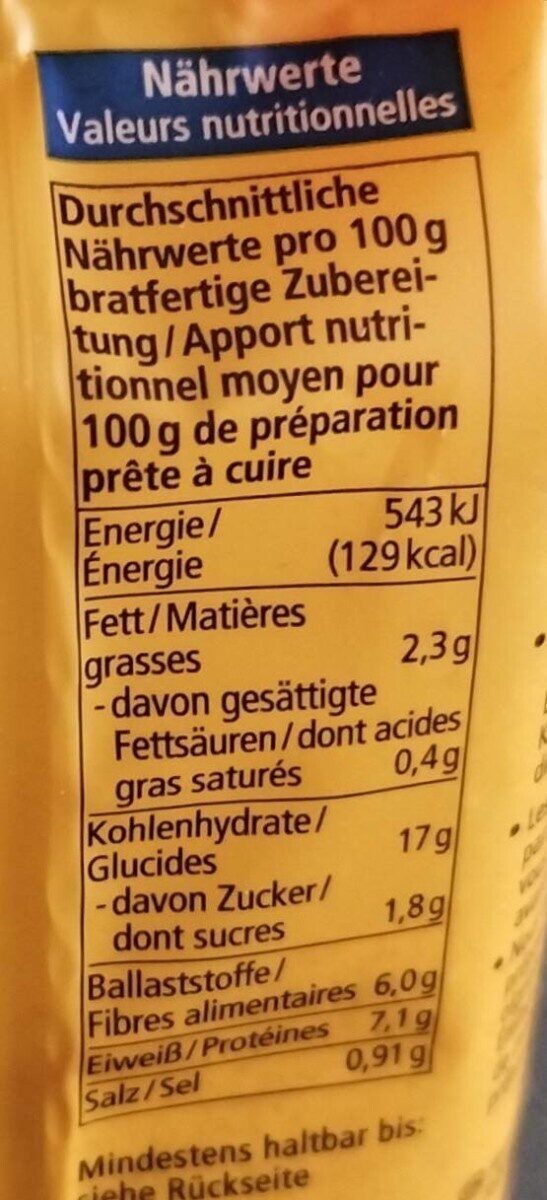 Nährwerte
Valeurs nutritionnelles
Durchschnittliche
Nährwerte pro 100 g
bratfertige Zuberei-
tung/Apport nutri-
tionnel moyen pour
100 g de préparation
prête à cuire
Energie/ 543 kJ
Énergie (129 kcal)
Fett/Matières
grasses 2,3 g
- davon gesättigte
Fettsäuren/dont acides
gras saturés 0,4 g
Kohlenhydrate/
Glucides 17 g
- davon Zucker/
dont sucres 1,8 g
Ballaststoffe/
Fibres alimentaires 6,0 g
Eiweiß/Protéines 7,1 g
Salz/Sel 0,91 g
Mindestens haltbar bis:
siehe Rückseite